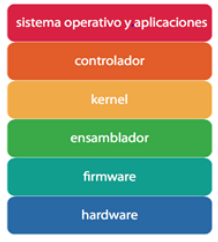 sistema operativo y aplicaciones
controlador
kernel
ensamblador
firmware
hardware